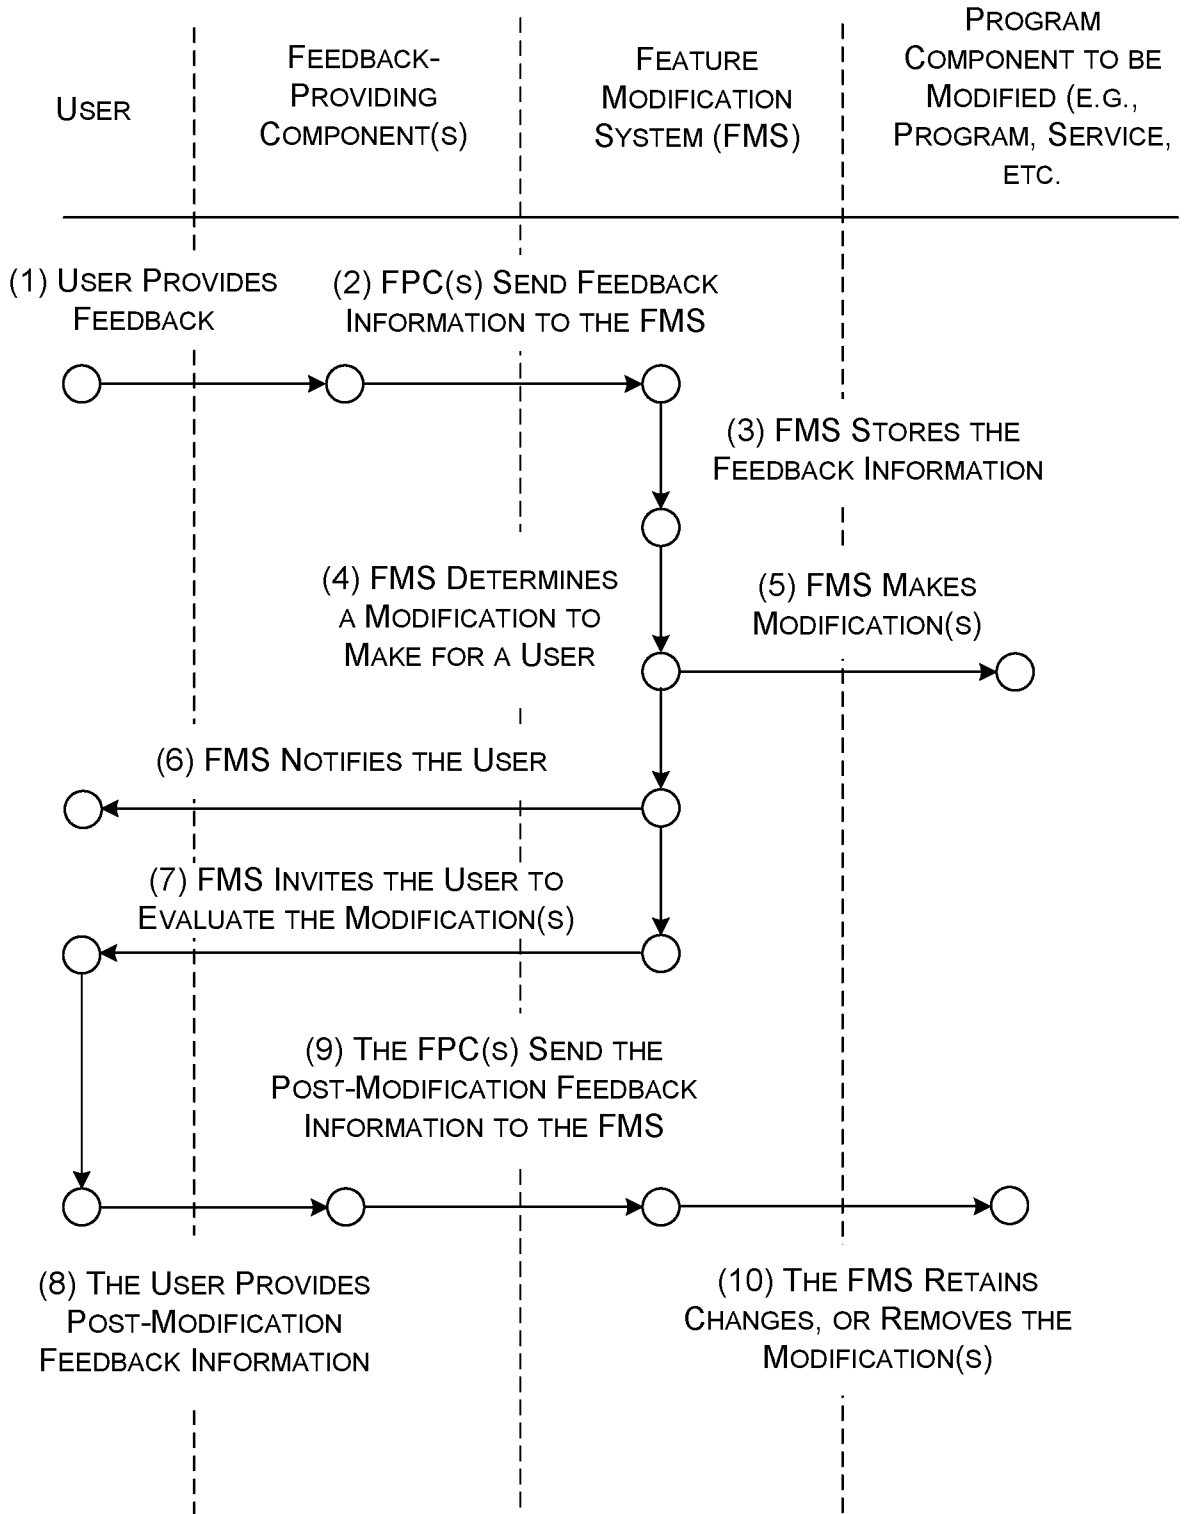 USER
FEEDBACK-
PROVIDING
COMPONENT(S)
FEATURE
MODIFICATION
SYSTEM (FMS)
PROGRAM
COMPONENT TO BE
MODIFIED (E.G.,
PROGRAM, SERVICE,
ETC.
(1) USER PROVIDES
FEEDBACK
(2) FPC(S) SEND FEEDBACK
INFORMATION TO THE FMS
(3) FMS STORES THE
FEEDBACK INFORMATION
(4) FMS DETERMINES
A MODIFICATION TO
MAKE FOR A USER
(5) FMS MAKES
MODIFICATION(S)
(6) FMS NOTIFIES THE USER
(7) FMS INVITES THE USER TO
EVALUATE THE MODIFICATION(S)
(9) THE FPC(S) SEND THE
POST-MODIFICATION FEEDBACK
INFORMATION TO THE FMS
(8) THE USER PROVIDES
POST-MODIFICATION
FEEDBACK INFORMATION
(10) THE FMS RETAINS
CHANGES, OR REMOVES THE
MODIFICATION(S)